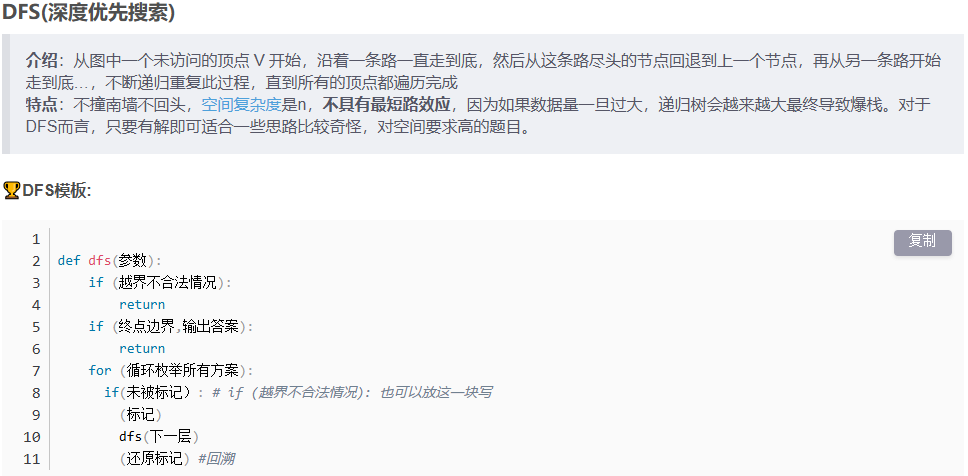 DFS(深度优先搜索)
介绍：从图中一个未访问的顶点 V 开始，沿着一条路一直走到底，然后从这条路尽头的节点回退到上一个节点，再从另一条路开始
走到底...，不断递归重复此过程，直到所有的顶点都遍历完成
特点：不撞南墙不回头，空间复杂度是n，不具有最短路效应，因为如果数据量一旦过大，递归树会越来越大最终导致爆栈。对于
DFS而言，只要有解即可适合一些思路比较奇怪，对空间要求高的题目。
🏆DFS模板:
复制
1
2 def dfs(参数):
3     if (越界不合法情况):
4         return
5     if (终点边界,输出答案):
6         return
7     for (循环枚举所有方案):
8       if(未被标记）: # if (越界不合法情况): 也可以放这一块写
9         (标记)
10         dfs(下一层)
11         (还原标记) #回溯